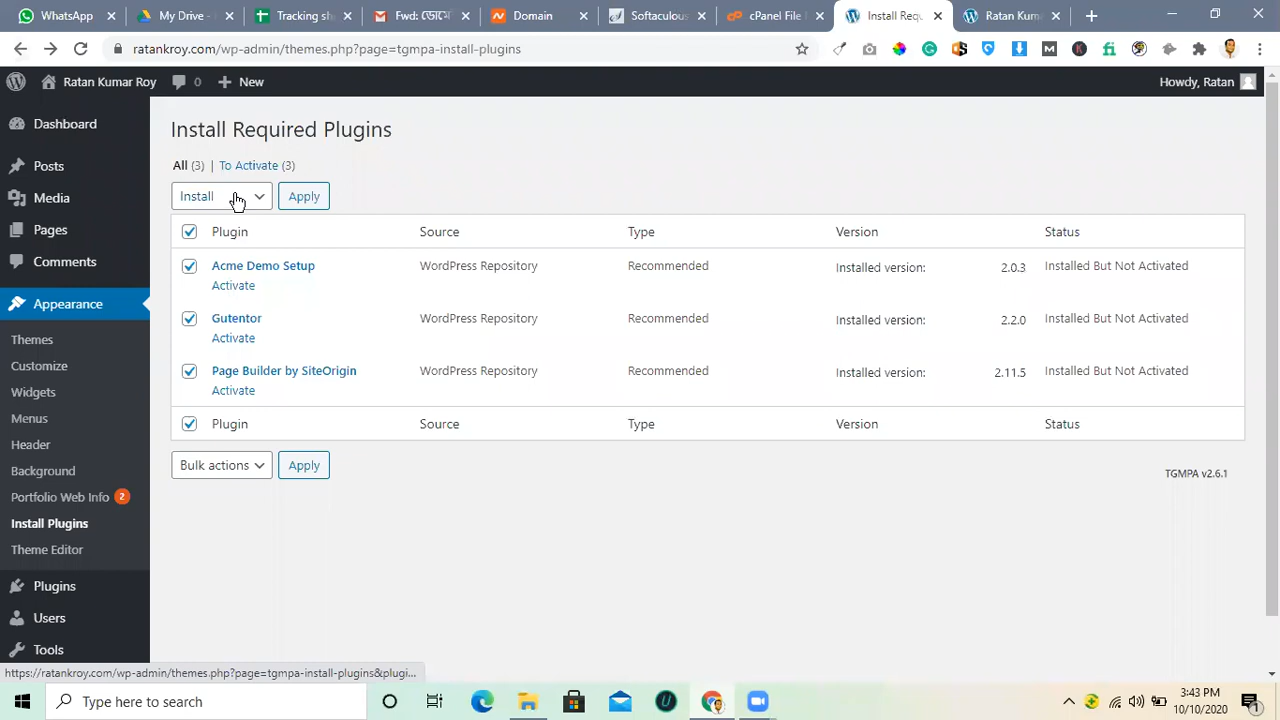 WhatsApp
My Drive -
Tracking sh
Fwd: CGIC-
Domain
Softaculous
cPanel File
Install Requ
Ratan Kuma
ratankroy.com/wp-admin/themes.php?page=tgmpa-install-plugins
Ratan Kumar Roy
0
New
Howdy, Ratan
Dashboard
Posts
Media
Pages
Comments
Appearance
Themes
Customize
Widgets
Menus
Header
Background
Portfolio Web Info 2
Install Plugins
Theme Editor
Plugins
Users
Tools
Install Required Plugins
All (3) | To Activate (3)
Install Apply
Plugin Source Type Version Status
Acme Demo Setup WordPress Repository Recommended Installed version: 2.0.3 Installed But Not Activated
Activate
Gutentor WordPress Repository Recommended Installed version: 2.2.0 Installed But Not Activated
Activate
Page Builder by SiteOrigin WordPress Repository Recommended Installed version: 2.11.5 Installed But Not Activated
Activate
Plugin Source Type Version Status
Bulk actions Apply
TGMPA v2.6.1
https://ratankroy.com/wp-admin/themes.php?page=tgmpa-install-plugins&plugi...
Type here to search
3:43 PM
10/10/2020